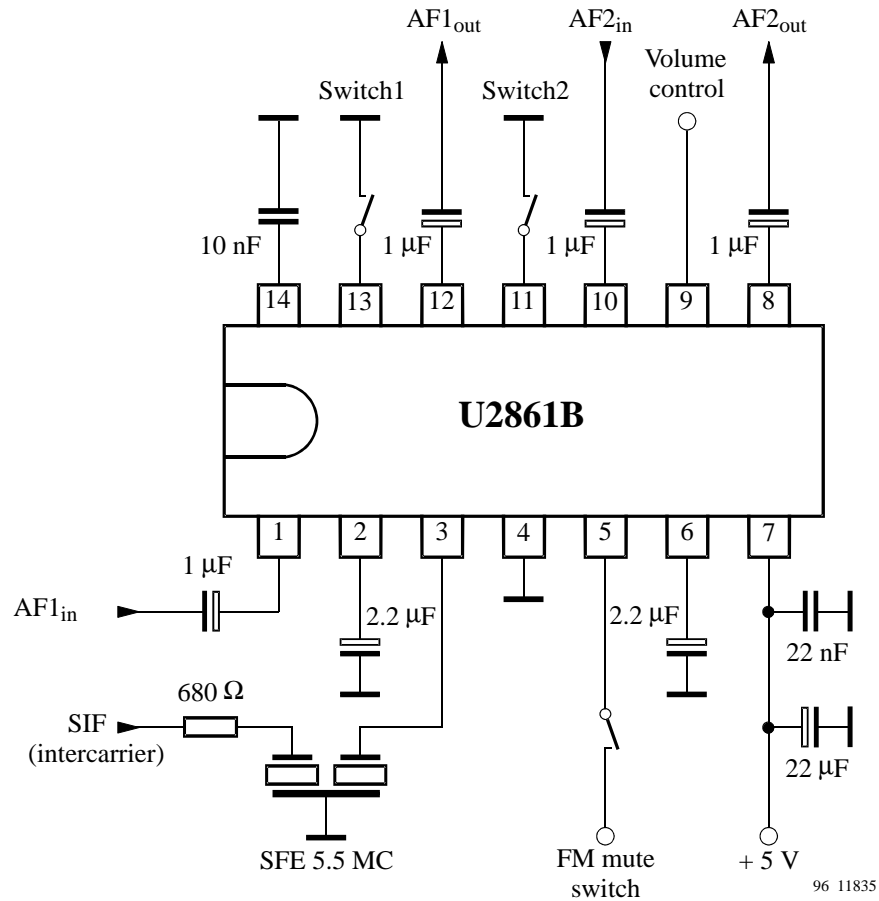 AF1out
AF2in
AF2out
Volume
control
Switch1
Switch2
10 nF
1 μF
1 μF
1 μF
14
13
12
11
10
9
8
U2861B
1
2
3
4
5
6
7
1 μF
AF1in
2.2 μF
2.2 μF
22 nF
680 Ω
SIF
(intercarrier)
22 μF
SFE 5.5 MC
FM mute
switch
+ 5 V
96 11835